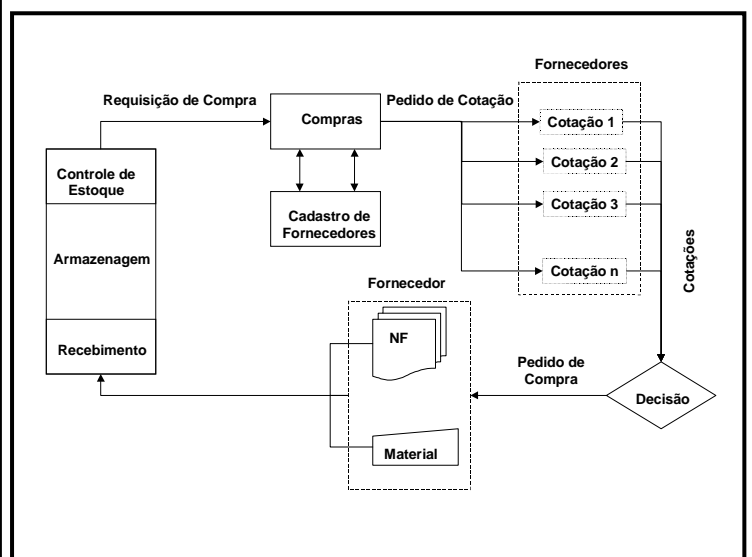 Fornecedores
Requisição de Compra
Compras
Pedido de Cotação
Cotação 1
Controle de
Estoque
Cotação 2
Cadastro de
Fornecedores
Cotação 3
Armazenagem
Cotação n
Cotações
Fornecedor
Recebimento
NF
Pedido de
Compra
Decisão
Material